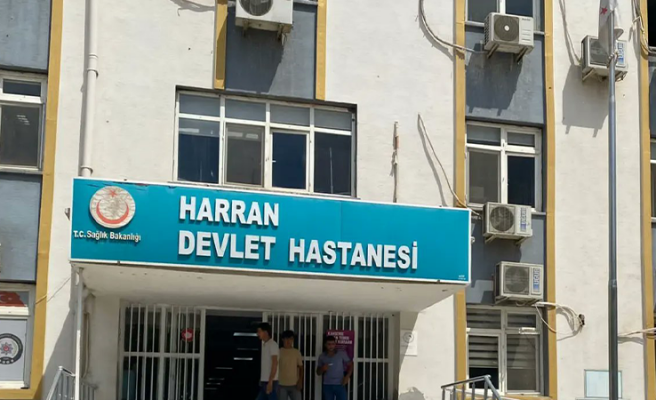 HARRAN
DEVLET HASTANESİ
T.C. Sağlık Bakanlığı